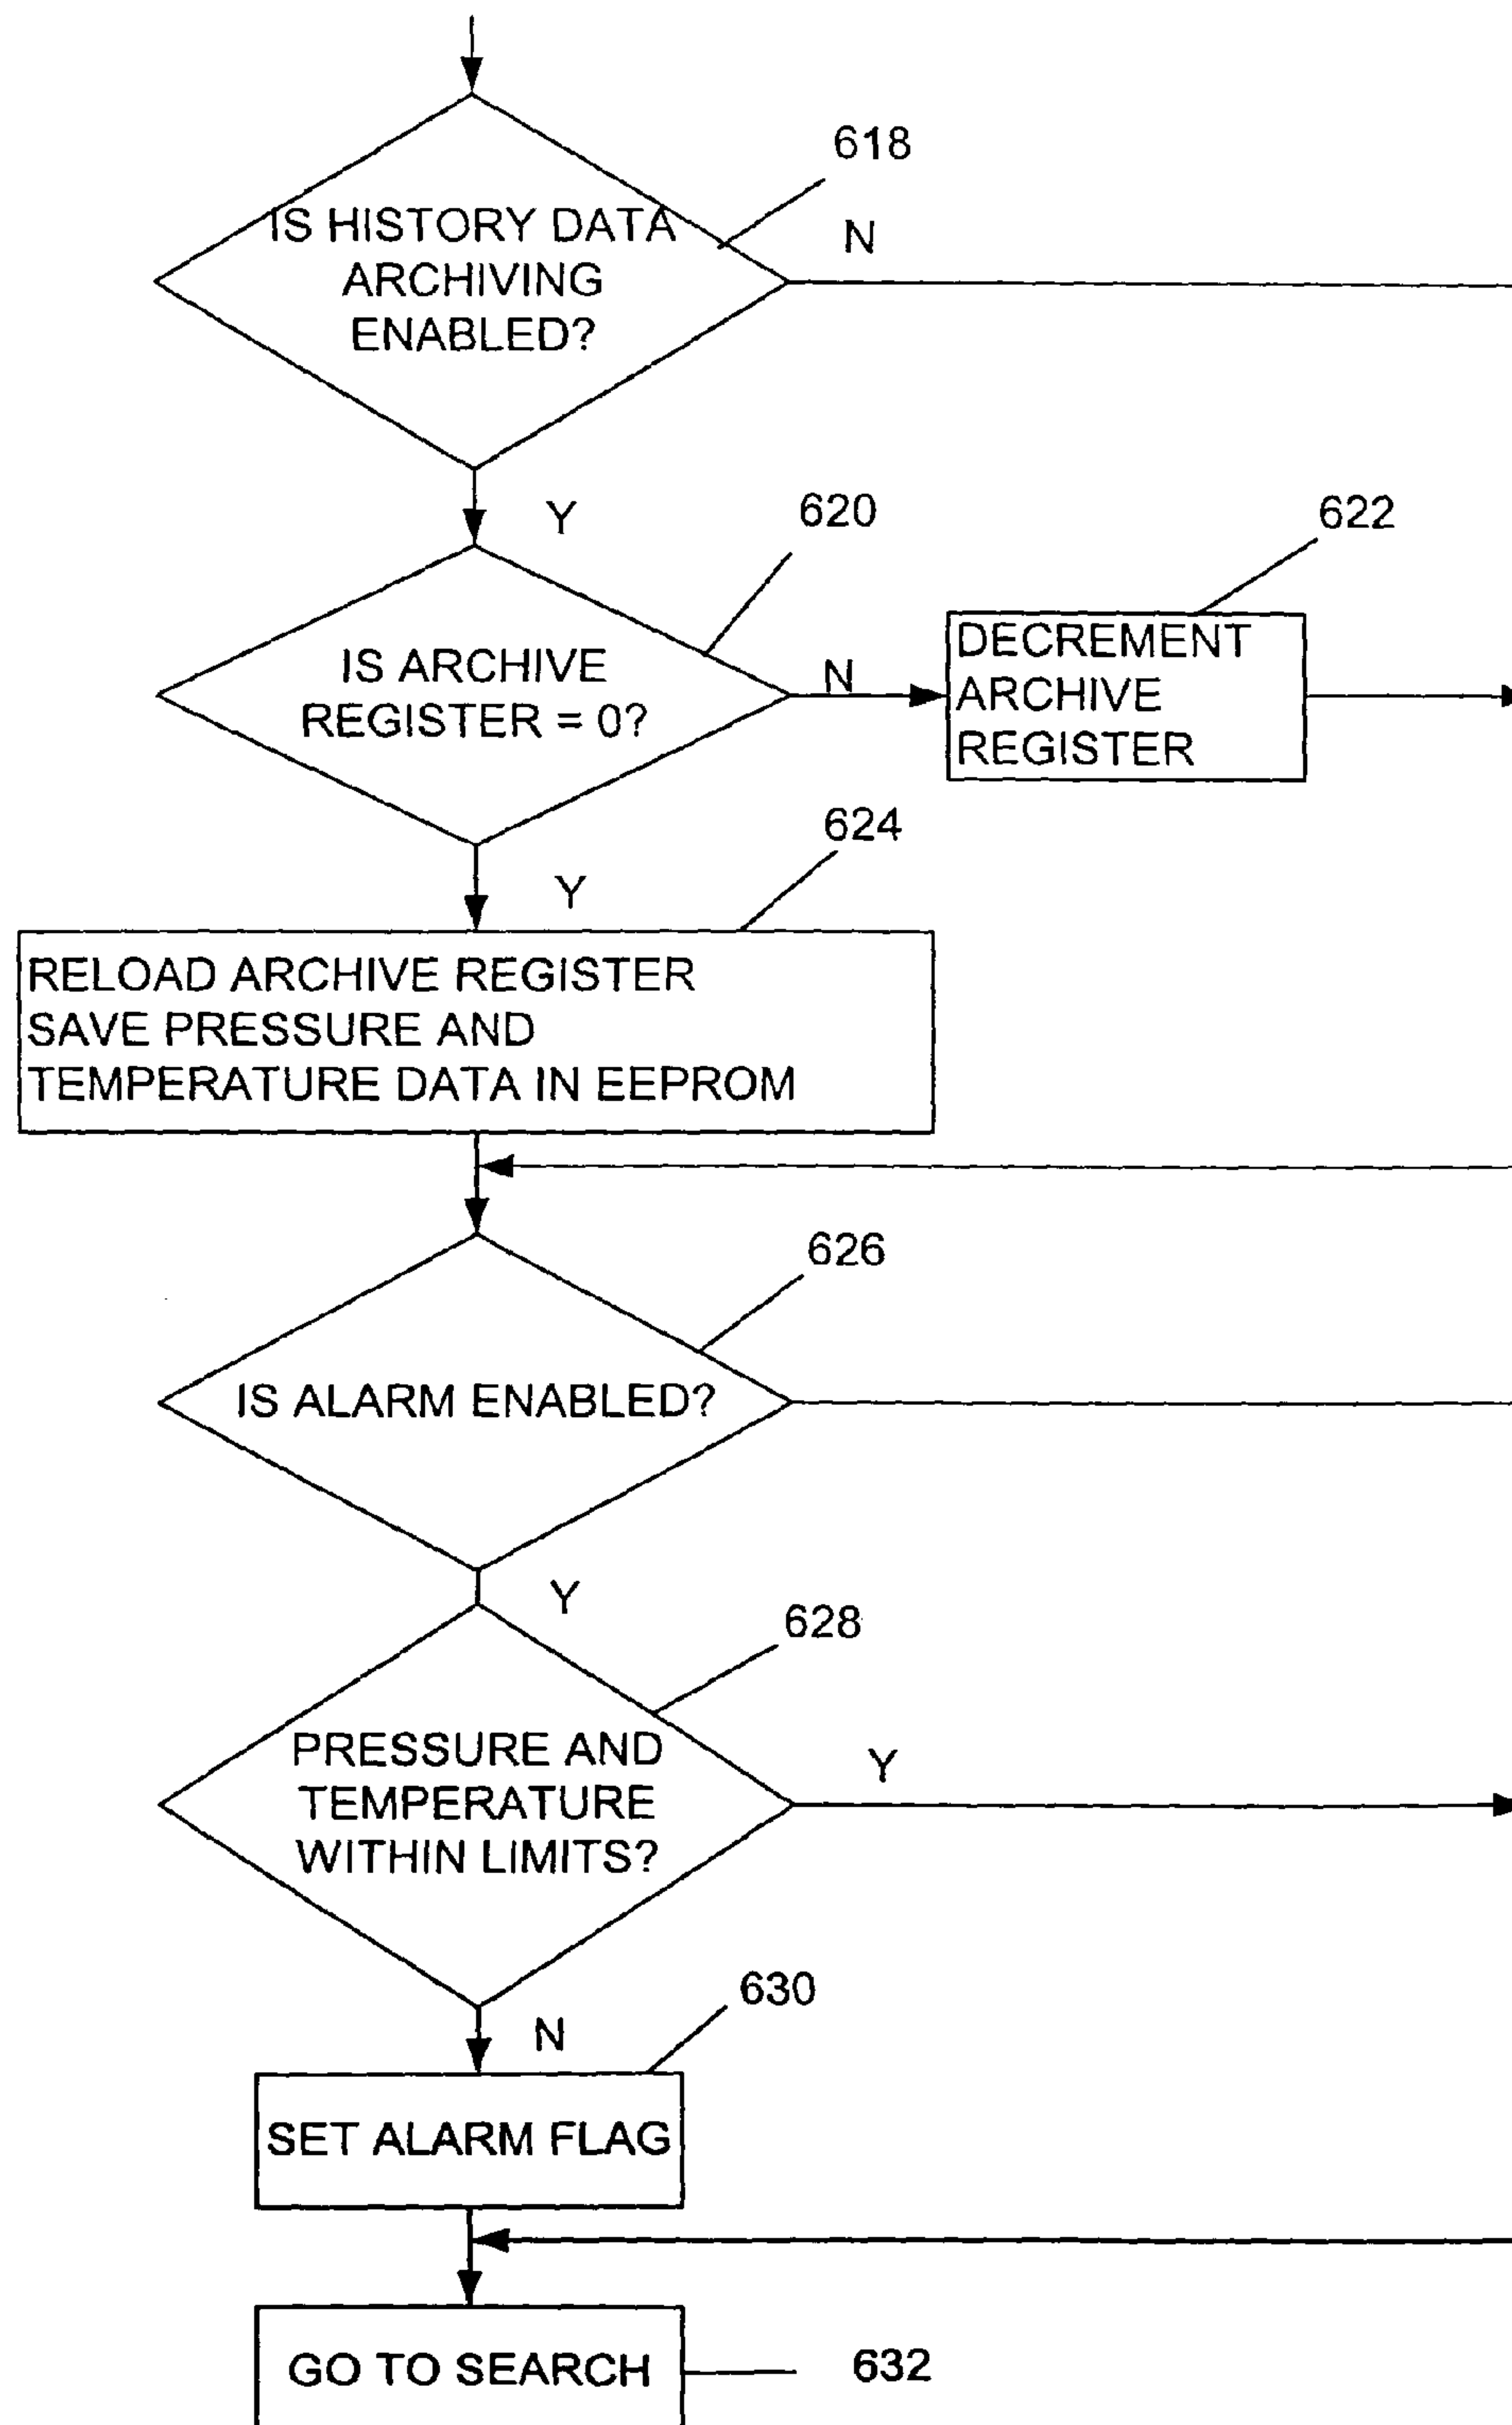 618
IS HISTORY DATA
ARCHIVING
ENABLED?
N
Y
620
622
IS ARCHIVE
REGISTER = 0?
N
DECREMENT
ARCHIVE
REGISTER
Y
624
RELOAD ARCHIVE REGISTER
SAVE PRESSURE AND
TEMPERATURE DATA IN EEPROM
626
IS ALARM ENABLED?
Y
628
PRESSURE AND
TEMPERATURE
WITHIN LIMITS?
Y
N
630
SET ALARM FLAG
GO TO SEARCH
632